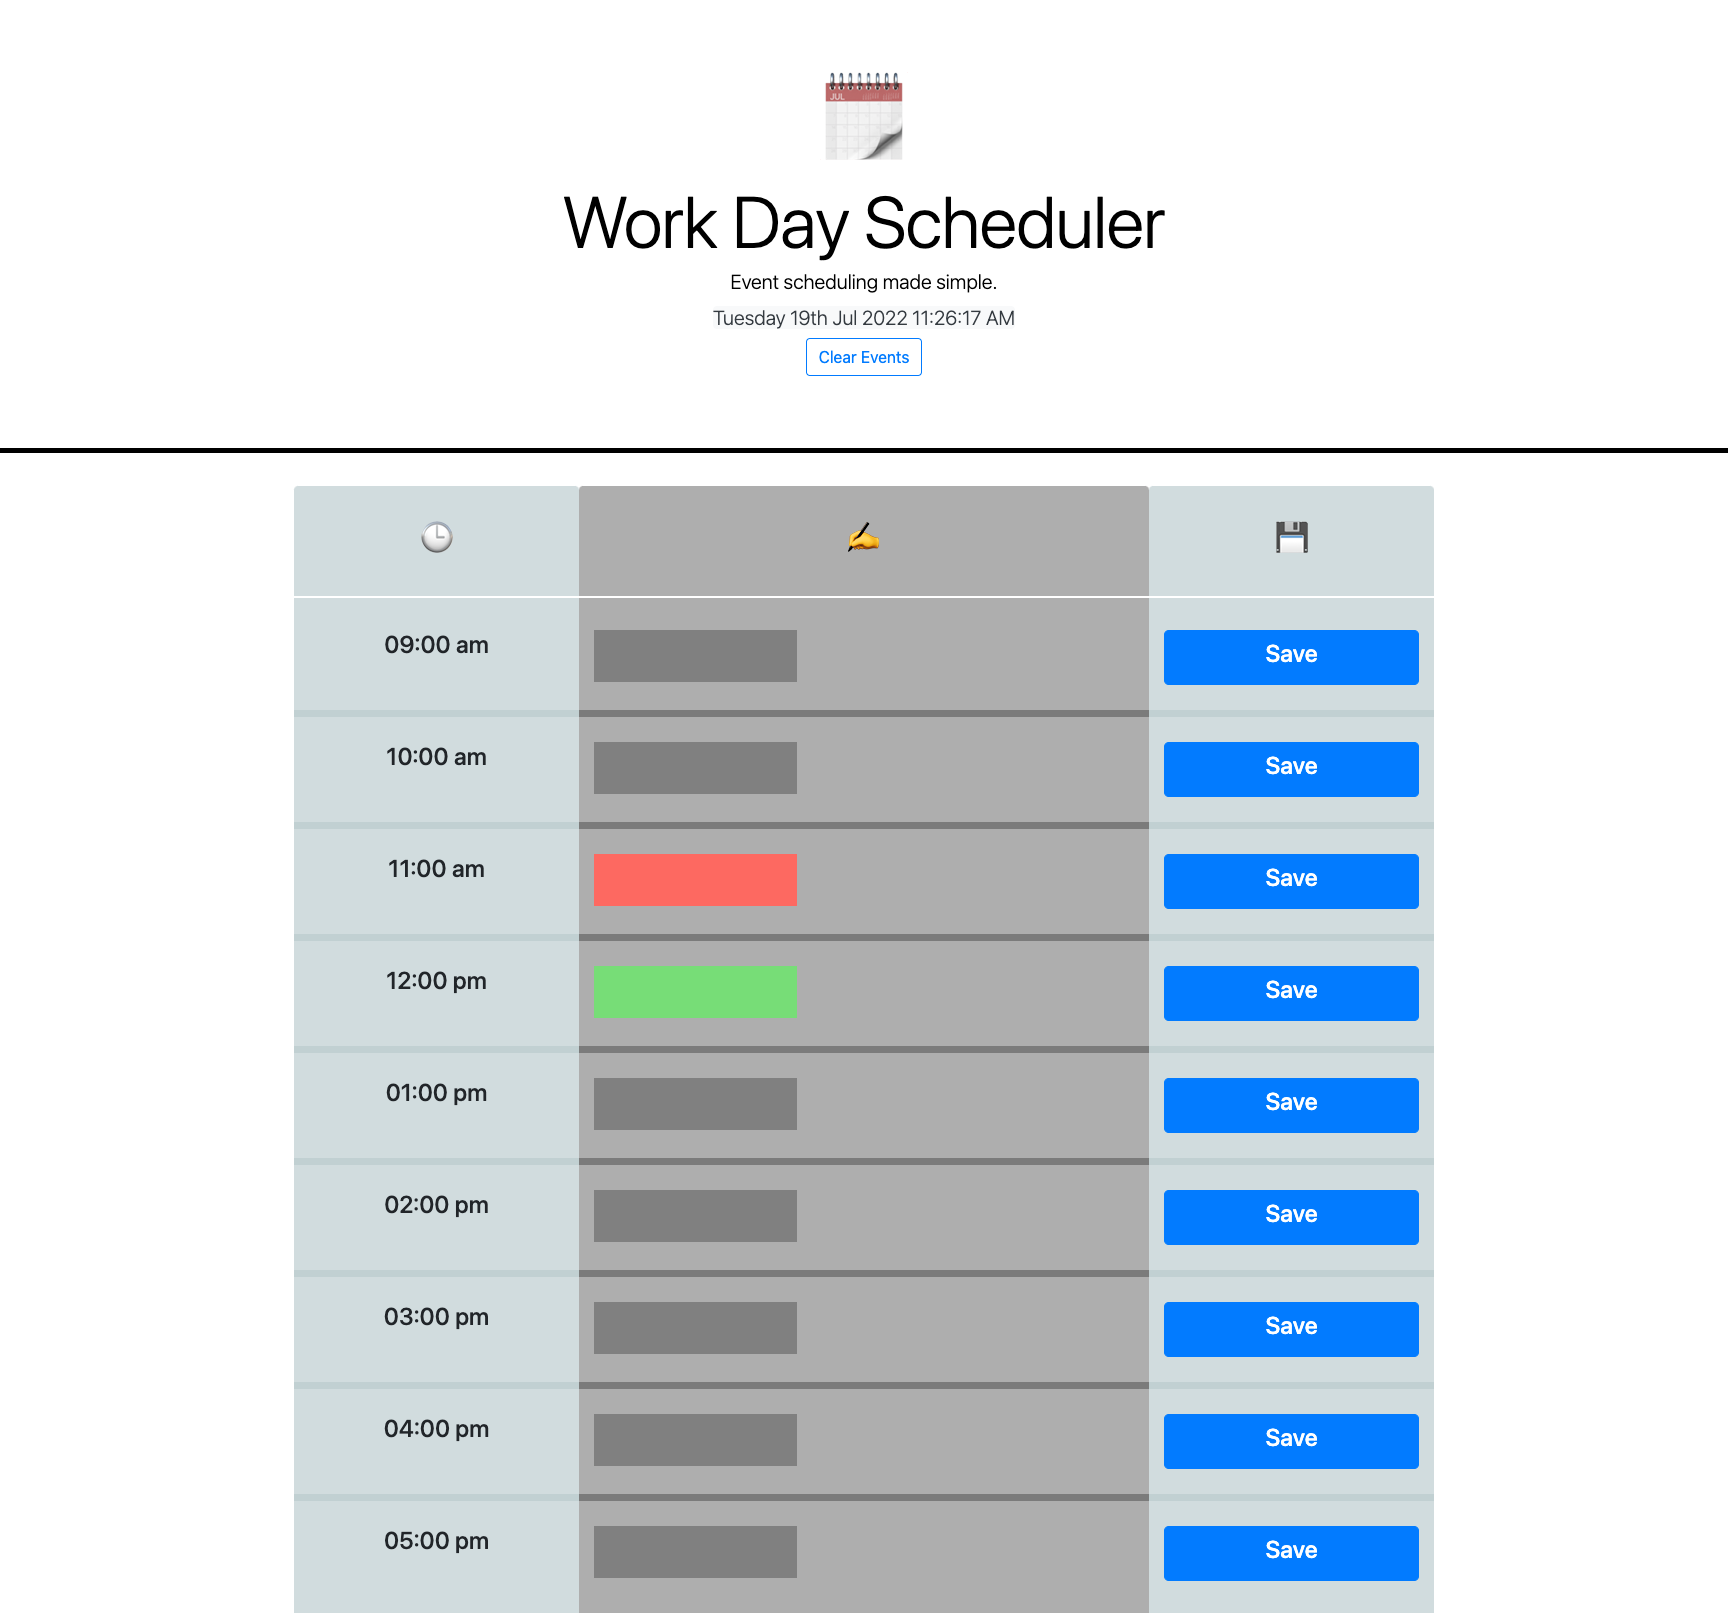 JUL
Work Day Scheduler
Event scheduling made simple.
Tuesday 19th Jul 2022 11:26:17 AM
Clear Events
09:00 am
Save
10:00 am
Save
11:00 am
Save
12:00 pm
Save
01:00 pm
Save
02:00 pm
Save
03:00 pm
Save
04:00 pm
Save
05:00 pm
Save